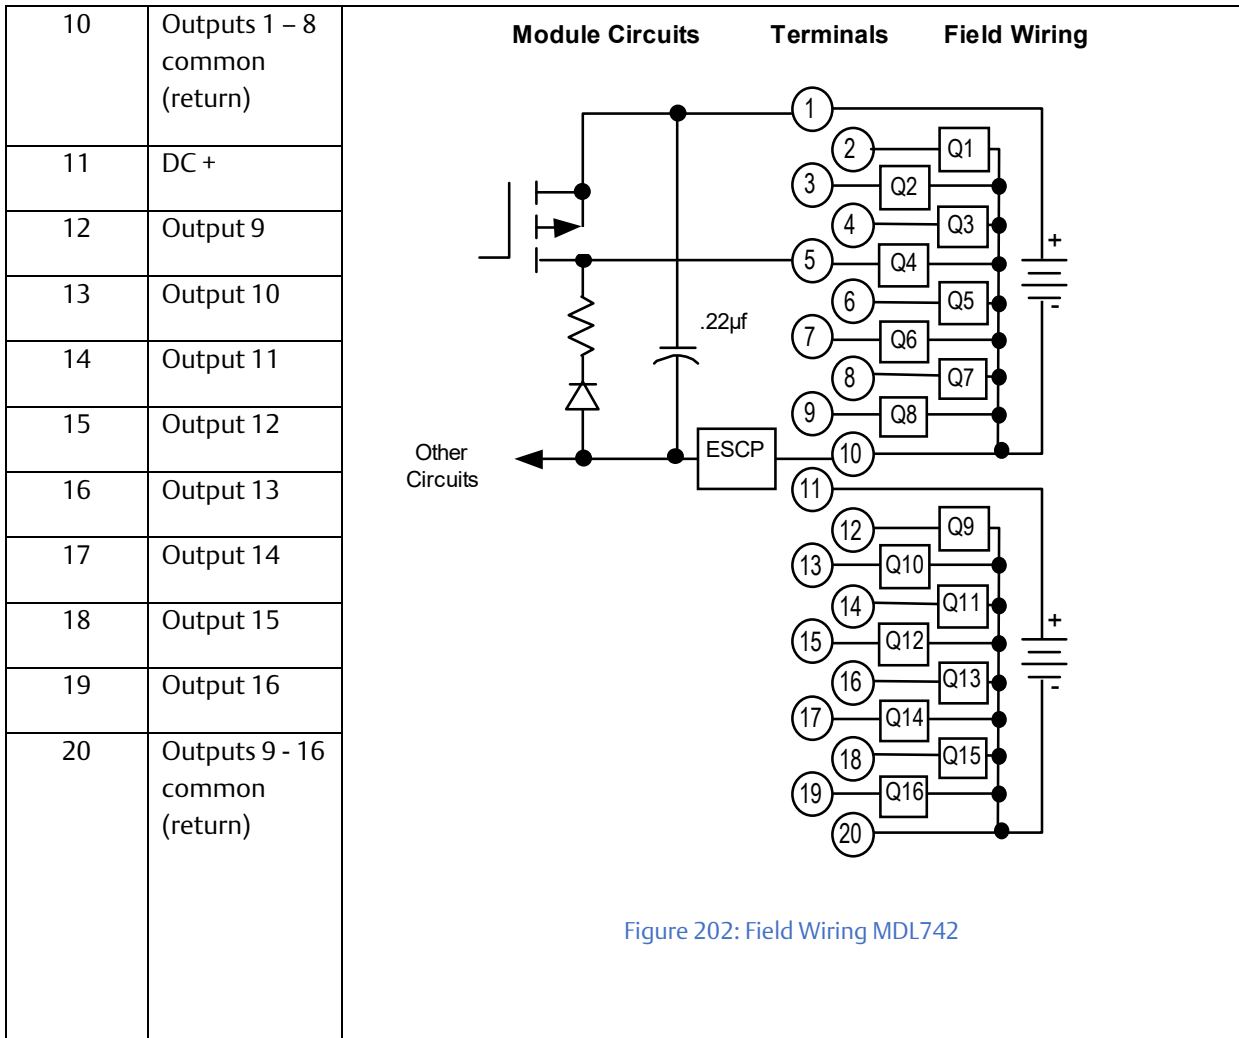 10
Outputs 1 – 8
common
(return)
11
DC +
12
Output 9
13
Output 10
14
Output 11
15
Output 12
16
Output 13
17
Output 14
18
Output 15
19
Output 16
20
Outputs 9 - 16
common
(return)
Module Circuits
Terminals
Field Wiring
1
2
Q1
3
Q2
4
Q3
+
5
Q4
6
Q5
-
.22µf
7
Q6
8
Q7
9
Q8
Other
Circuits
ESCP
10
11
12
Q9
13
Q10
14
Q11
+
15
Q12
16
Q13
-
17
Q14
18
Q15
19
Q16
20
Figure 202: Field Wiring MDL742